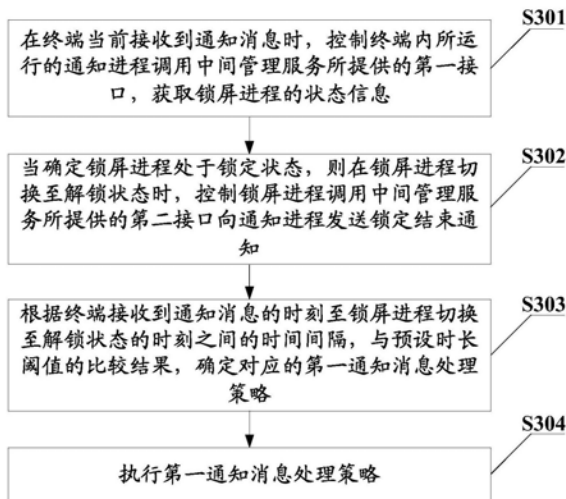 S301
在终端当前接收到通知消息时，控制终端内所运
行的通知进程调用中间管理服务所提供的第一接
口，获取锁屏进程的状态信息
S302
当确定锁屏进程处于锁定状态，则在锁屏进程切
换至解锁状态时，控制锁屏进程调用中间管理服
务所提供的第二接口向通知进程发送锁定结束通
知
S303
根据终端接收到通知消息的时刻至锁屏进程切换
至解锁状态的时刻之间的时间间隔，与预设时长
阈值的比较结果，确定对应的第一通知消息处理
策略
S304
执行第一通知消息处理策略